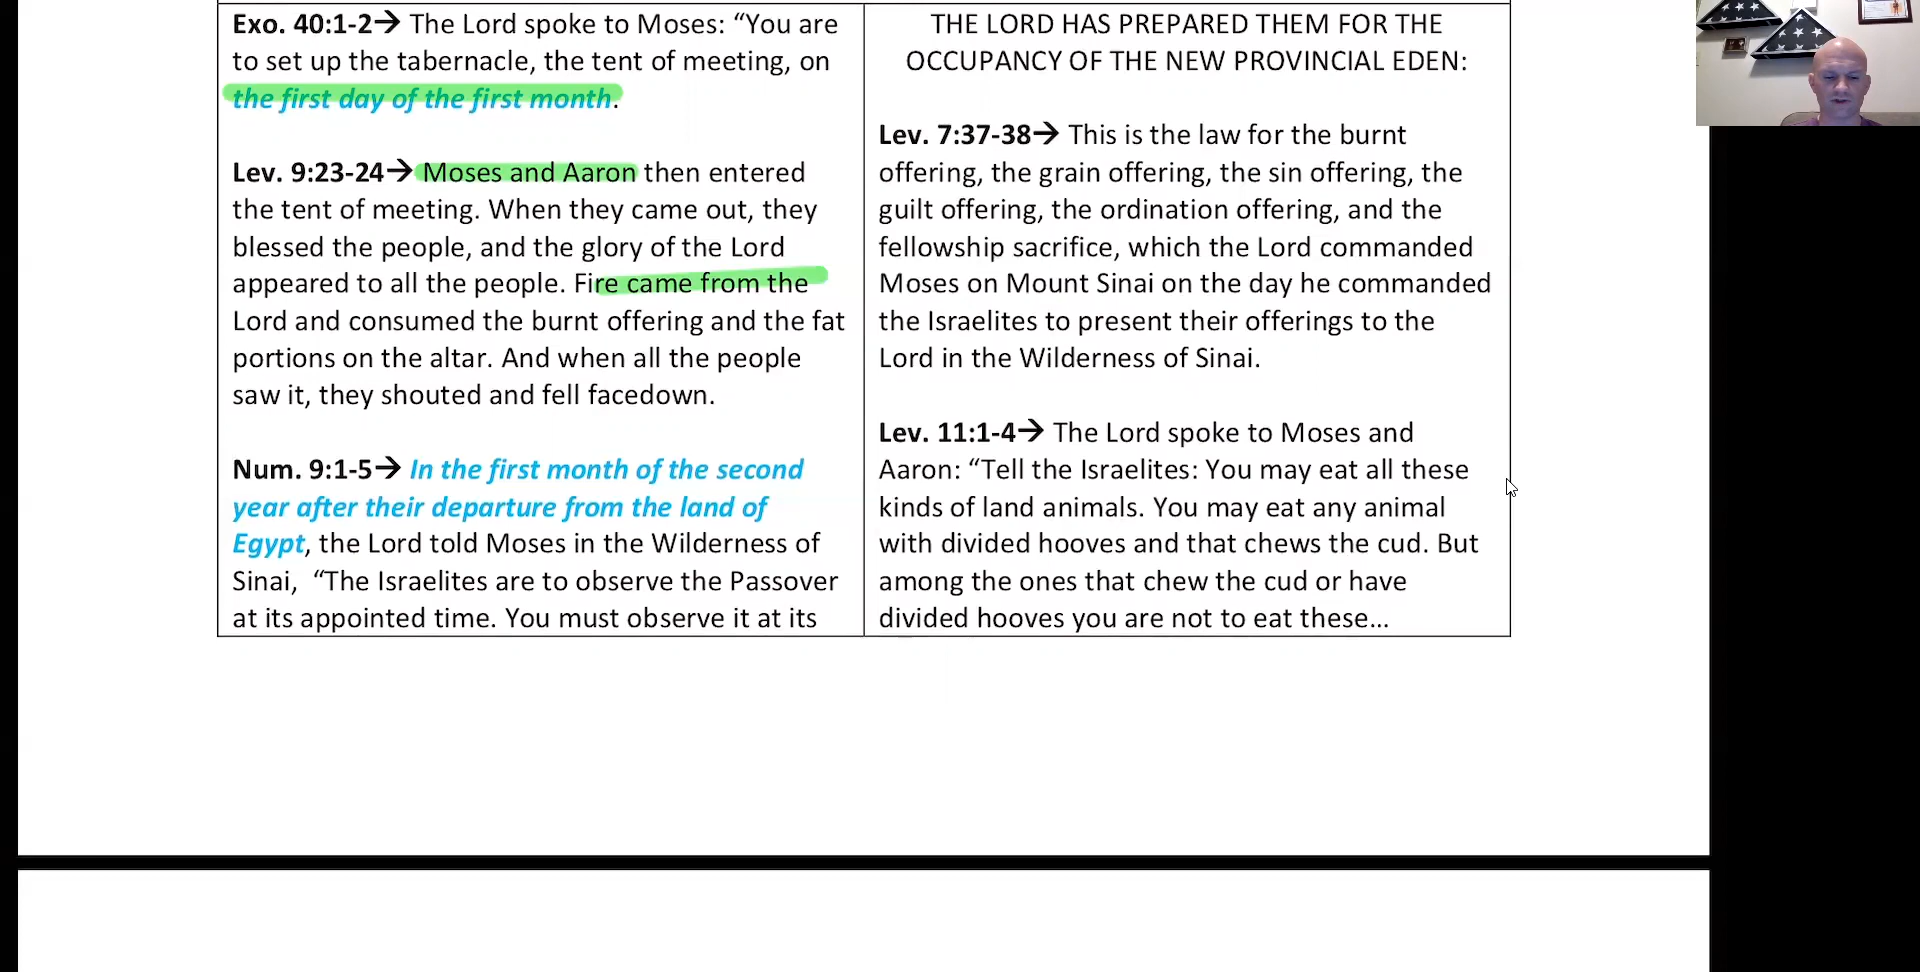 Exo. 40:1-2→ The Lord spoke to Moses: “You are
to set up the tabernacle, the tent of meeting, on
the first day of the first month.
Lev. 9:23-24→ Moses and Aaron then entered
the tent of meeting. When they came out, they
blessed the people, and the glory of the Lord
appeared to all the people. Fire came from the
Lord and consumed the burnt offering and the fat
portions on the altar. And when all the people
saw it, they shouted and fell facedown.
Num. 9:1-5→ In the first month of the second
year after their departure from the land of
Egypt, the Lord told Moses in the Wilderness of
Sinai,  “The Israelites are to observe the Passover
at its appointed time. You must observe it at its
THE LORD HAS PREPARED THEM FOR THE
OCCUPANCY OF THE NEW PROVINCIAL EDEN:
Lev. 7:37-38→ This is the law for the burnt
offering, the grain offering, the sin offering, the
guilt offering, the ordination offering, and the
fellowship sacrifice, which the Lord commanded
Moses on Mount Sinai on the day he commanded
the Israelites to present their offerings to the
Lord in the Wilderness of Sinai.
Lev. 11:1-4→ The Lord spoke to Moses and
Aaron: “Tell the Israelites: You may eat all these
kinds of land animals. You may eat any animal
with divided hooves and that chews the cud. But
among the ones that chew the cud or have
divided hooves you are not to eat these…